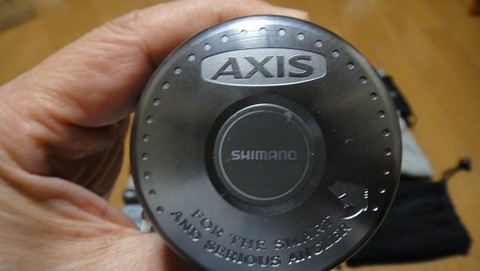 AXIS
SHIMANO
FOR THE SMART
AND SERIOUS ANGLER